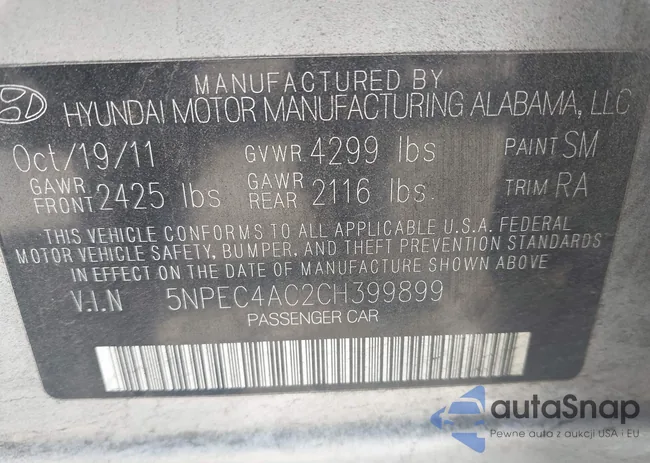 MANUFACTURED BY
HYUNDAI MOTOR MANUFACTURING ALABAMA, LLC
Oct/19/11 GVWR 4299 lbs PAINT SM
GAWR FRONT 2425 lbs GAWR REAR 2116 lbs TRIM RA
THIS VEHICLE CONFORMS TO ALL APPLICABLE U.S.A. FEDERAL
MOTOR VEHICLE SAFETY, BUMPER, AND THEFT PREVENTION STANDARDS
IN EFFECT ON THE DATE OF MANUFACTURE SHOWN ABOVE
V.I.N 5NPEC4AC2CH399899
PASSENGER CAR
autaSnap
Pewne auta z aukcji USA i EU